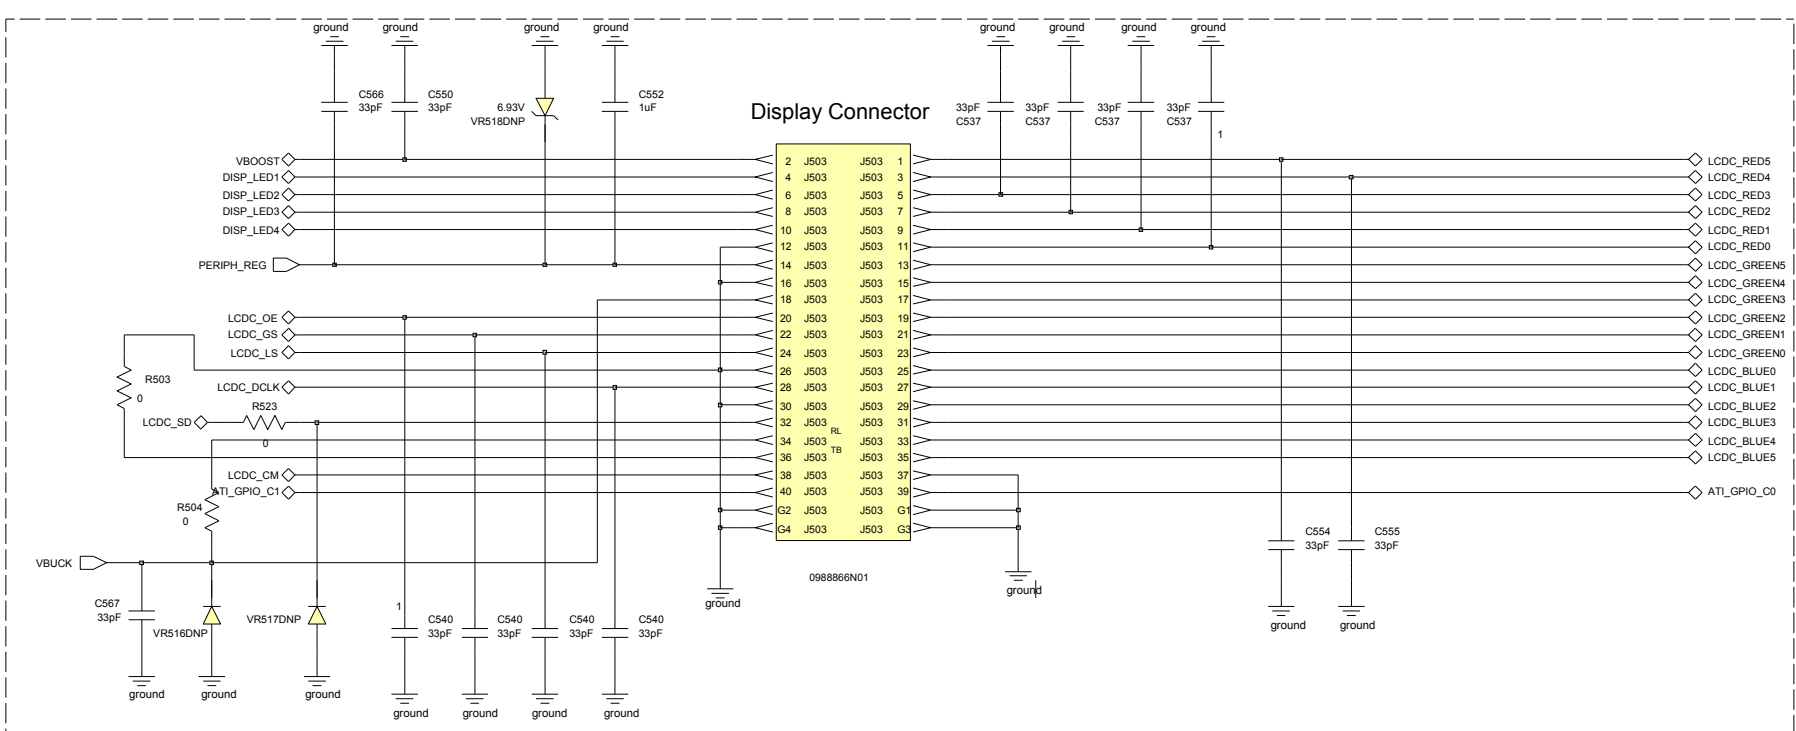 ground ground ground ground ground ground ground ground
C566 C550 6.93V C552 33pF 33pF 33pF 33pF
33pF 33pF VR518DNP 1uF C537 C537 C537 C537
Display Connector
1
VBOOST 2 J503 J503 1 LCDC_RED5
DISP_LED1 4 J503 J503 3 LCDC_RED4
DISP_LED2 6 J503 J503 5 LCDC_RED3
DISP_LED3 8 J503 J503 7 LCDC_RED2
DISP_LED4 10 J503 J503 9 LCDC_RED1
12 J503 J503 11 LCDC_RED0
PERIPH_REG 14 J503 J503 13 LCDC_GREEN5
16 J503 J503 15 LCDC_GREEN4
18 J503 J503 17 LCDC_GREEN3
LCDC_OE 20 J503 J503 19 LCDC_GREEN2
LCDC_GS 22 J503 J503 21 LCDC_GREEN1
LCDC_LS 24 J503 J503 23 LCDC_GREEN0
26 J503 J503 25 LCDC_BLUE0
R503
LCDC_DCLK 28 J503 J503 27 LCDC_BLUE1
0
R523 30 J503 J503 29 LCDC_BLUE2
LCDC_SD 32 J503 J503 31 LCDC_BLUE3
RL
0 34 J503 J503 33 LCDC_BLUE4
TB
36 J503 J503 35 LCDC_BLUE5
LCDC_CM 38 J503 J503 37
ATI_GPIO_C1 40 J503 J503 39 ATI_GPIO_C0
R504 G2 J503 J503 G1
0
G4 J503 J503 G3
C554 C555
33pF 33pF
VBUCK
0988866N01
ground ground
C567 1
33pF VR516DNP VR517DNP C540 C540 C540 C540
33pF 33pF 33pF 33pF
ground ground
ground ground ground
ground ground ground ground